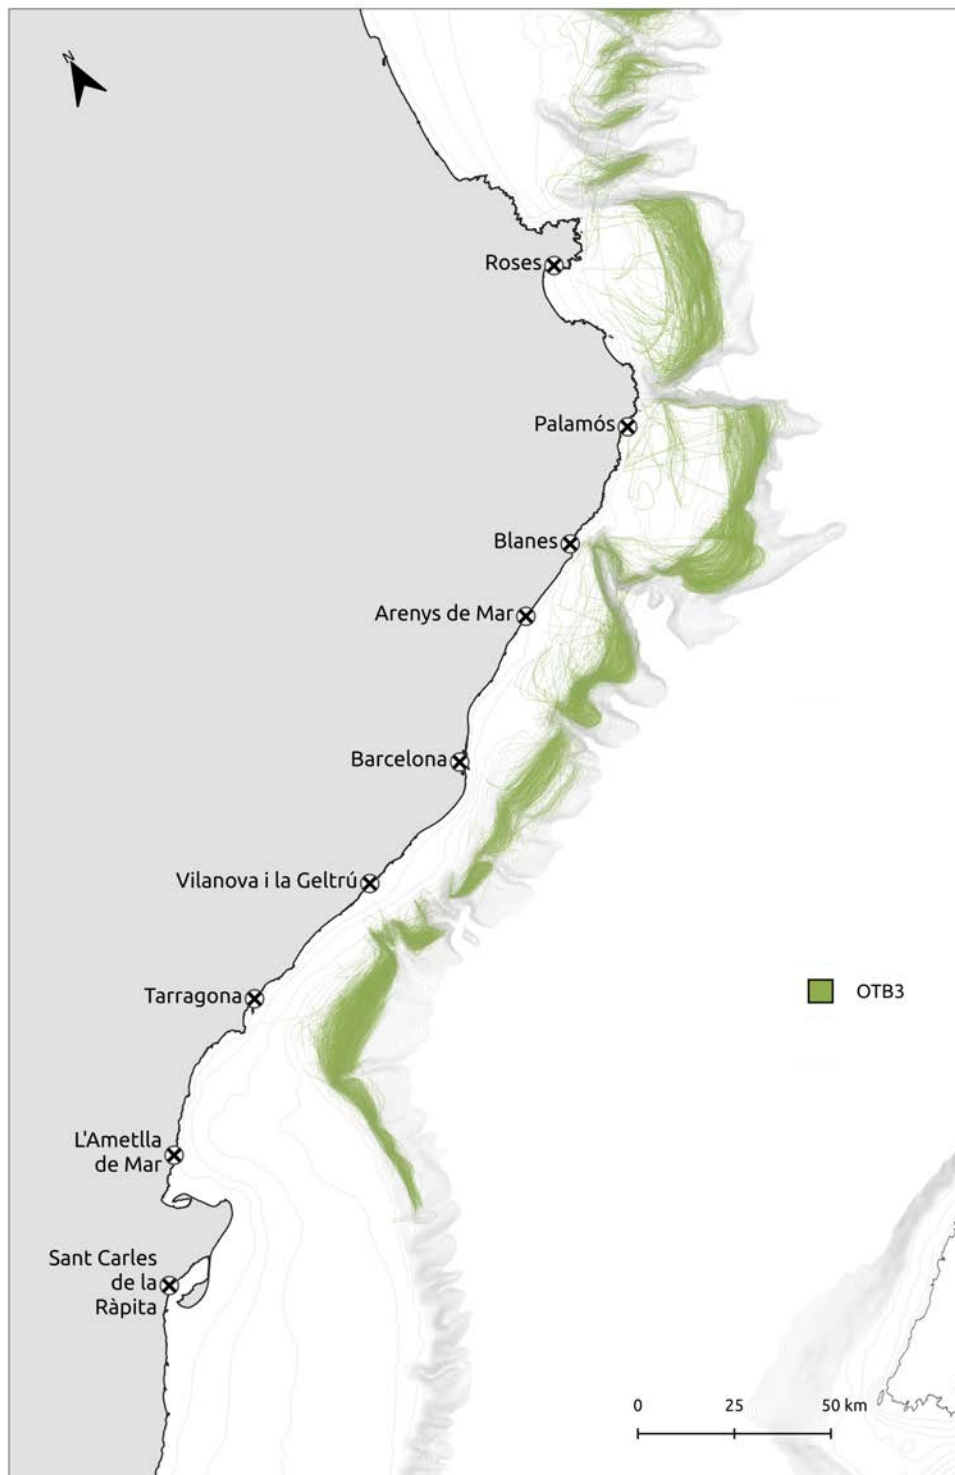 N
Roses
Palamós
Blanes
Arenys de Mar
Barcelona
Vilanova i la Geltrú
Tarragona
OTB3
L'Ametlla
de Mar
Sant Carles
de la
Ràpita
0 25 50 km